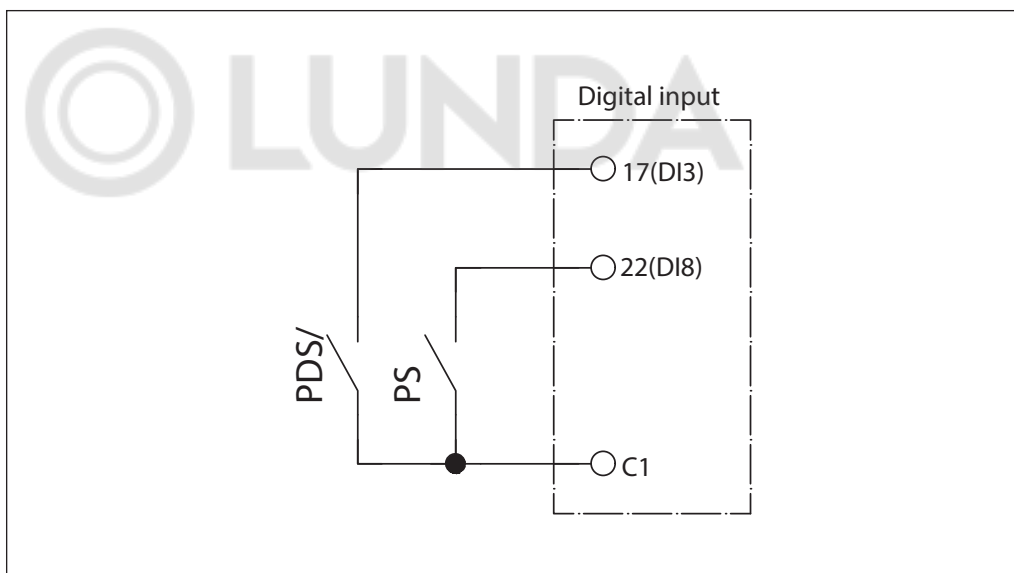 LUNDA
Digital input
17(DI3)
22(DI8)
PDS/
PS
C1